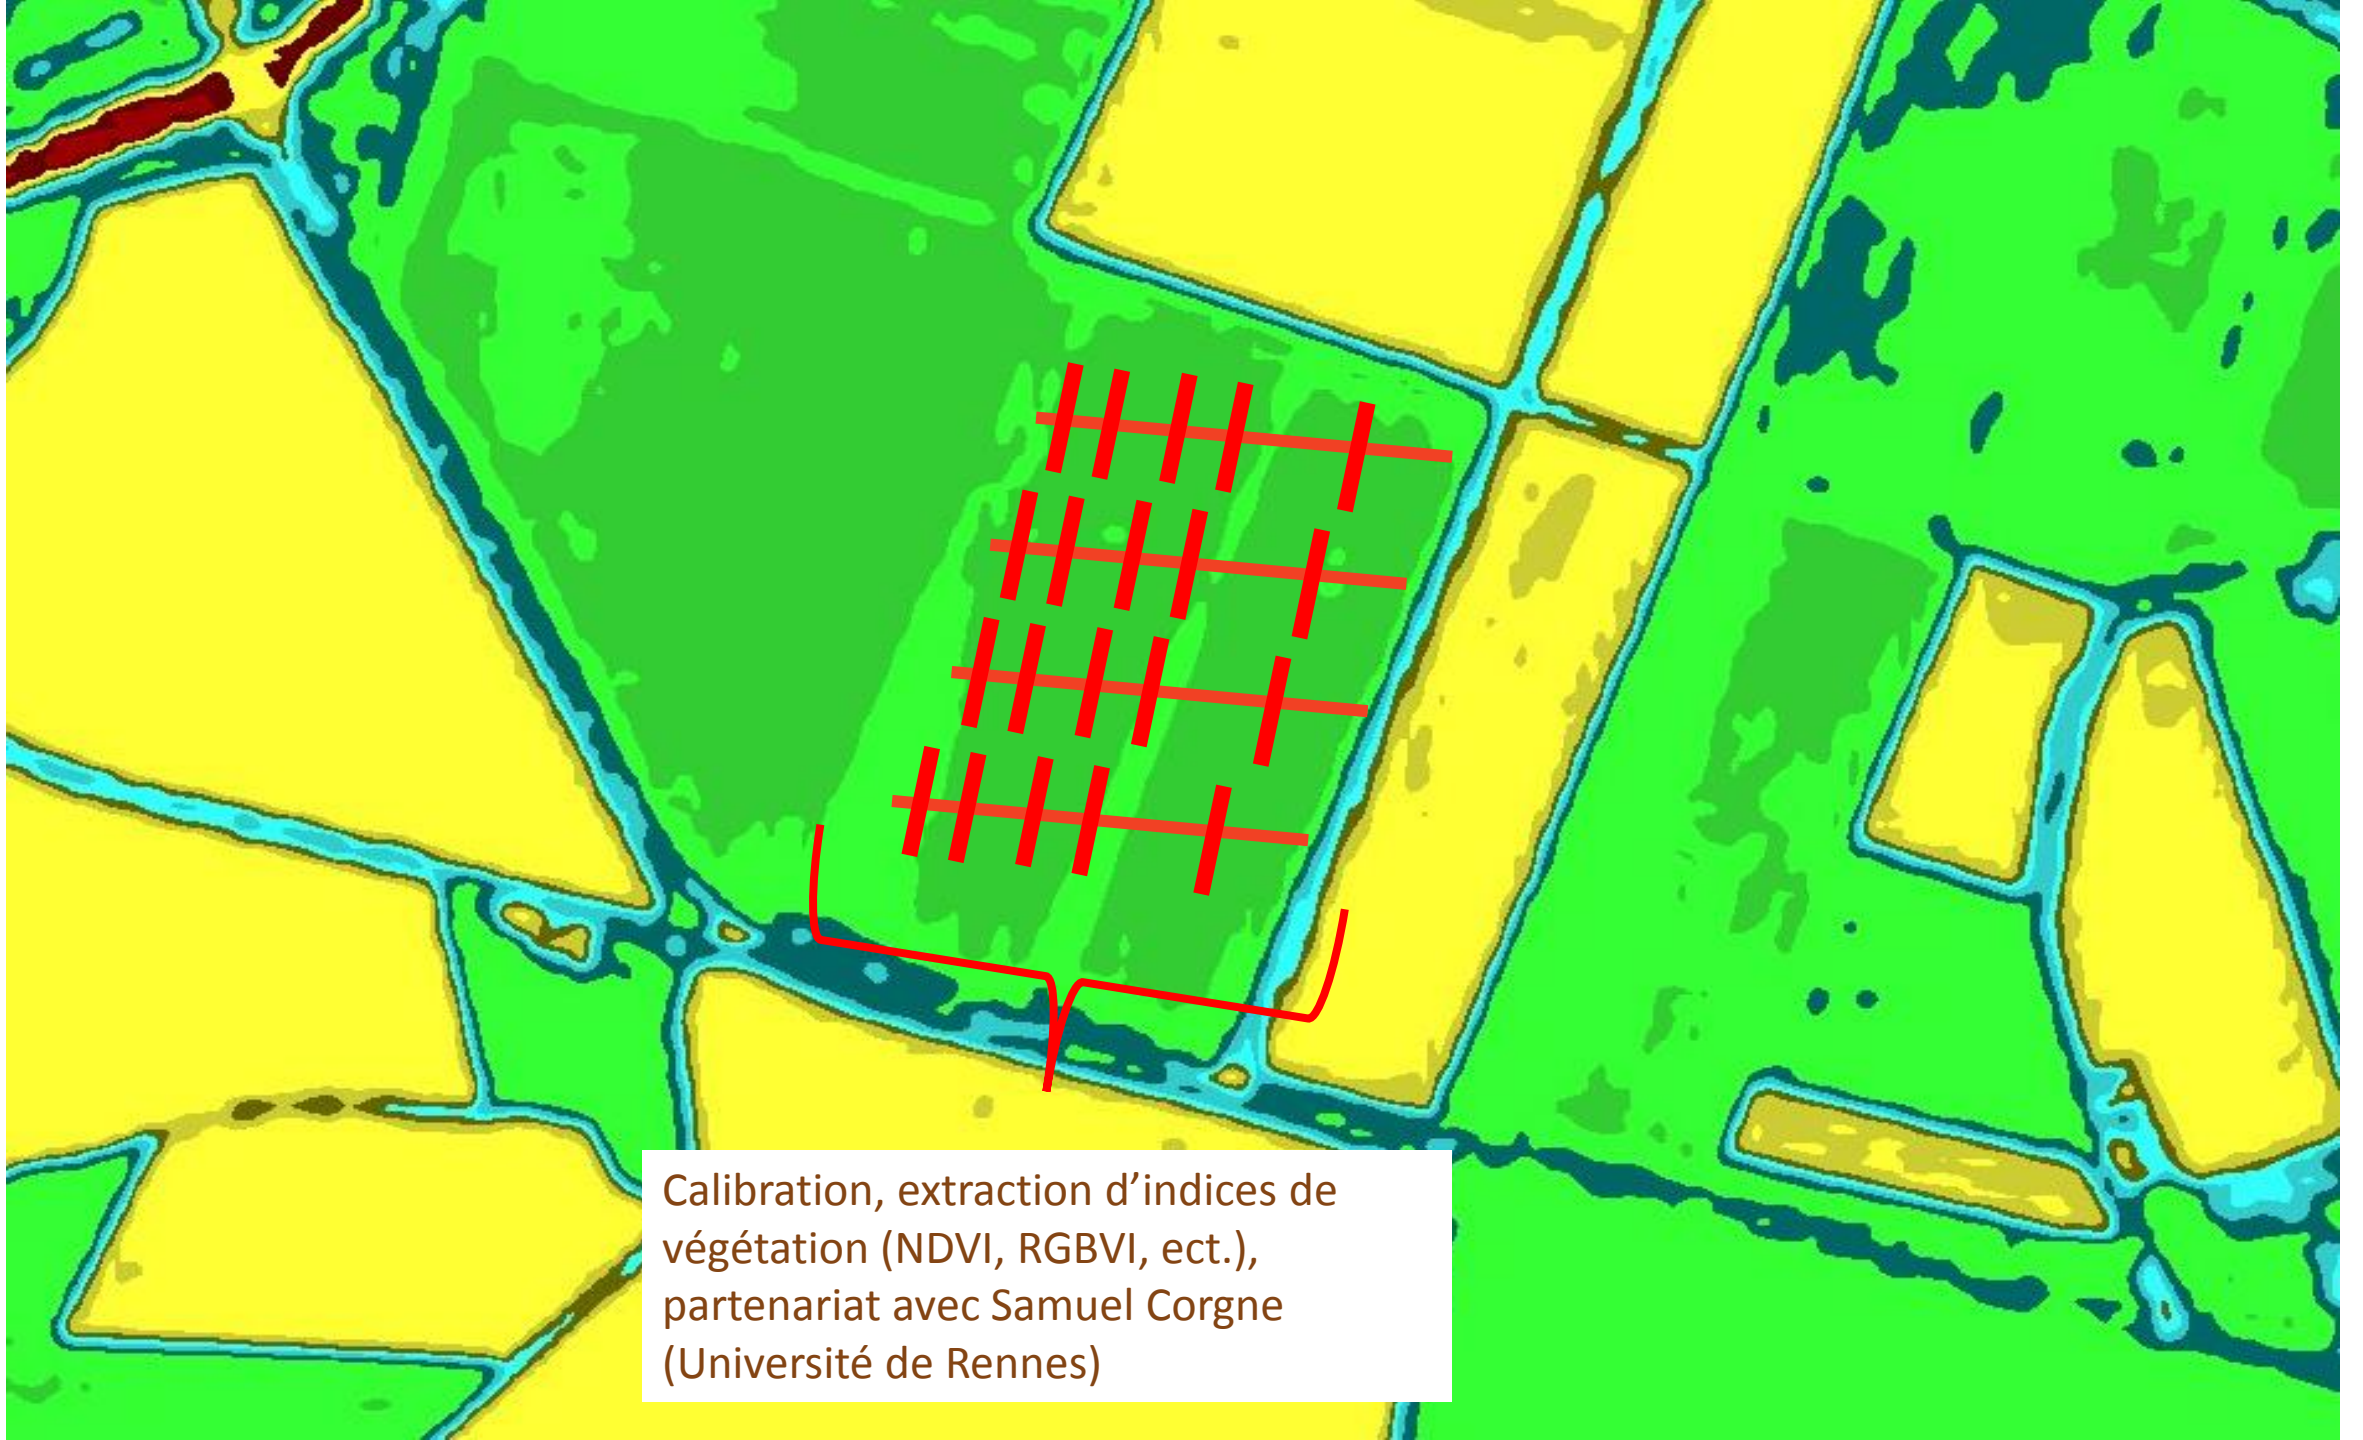 Calibration, extraction d’indices de
végétation (NDVI, RGBVI, ect.),
partenariat avec Samuel Corgne
(Université de Rennes)